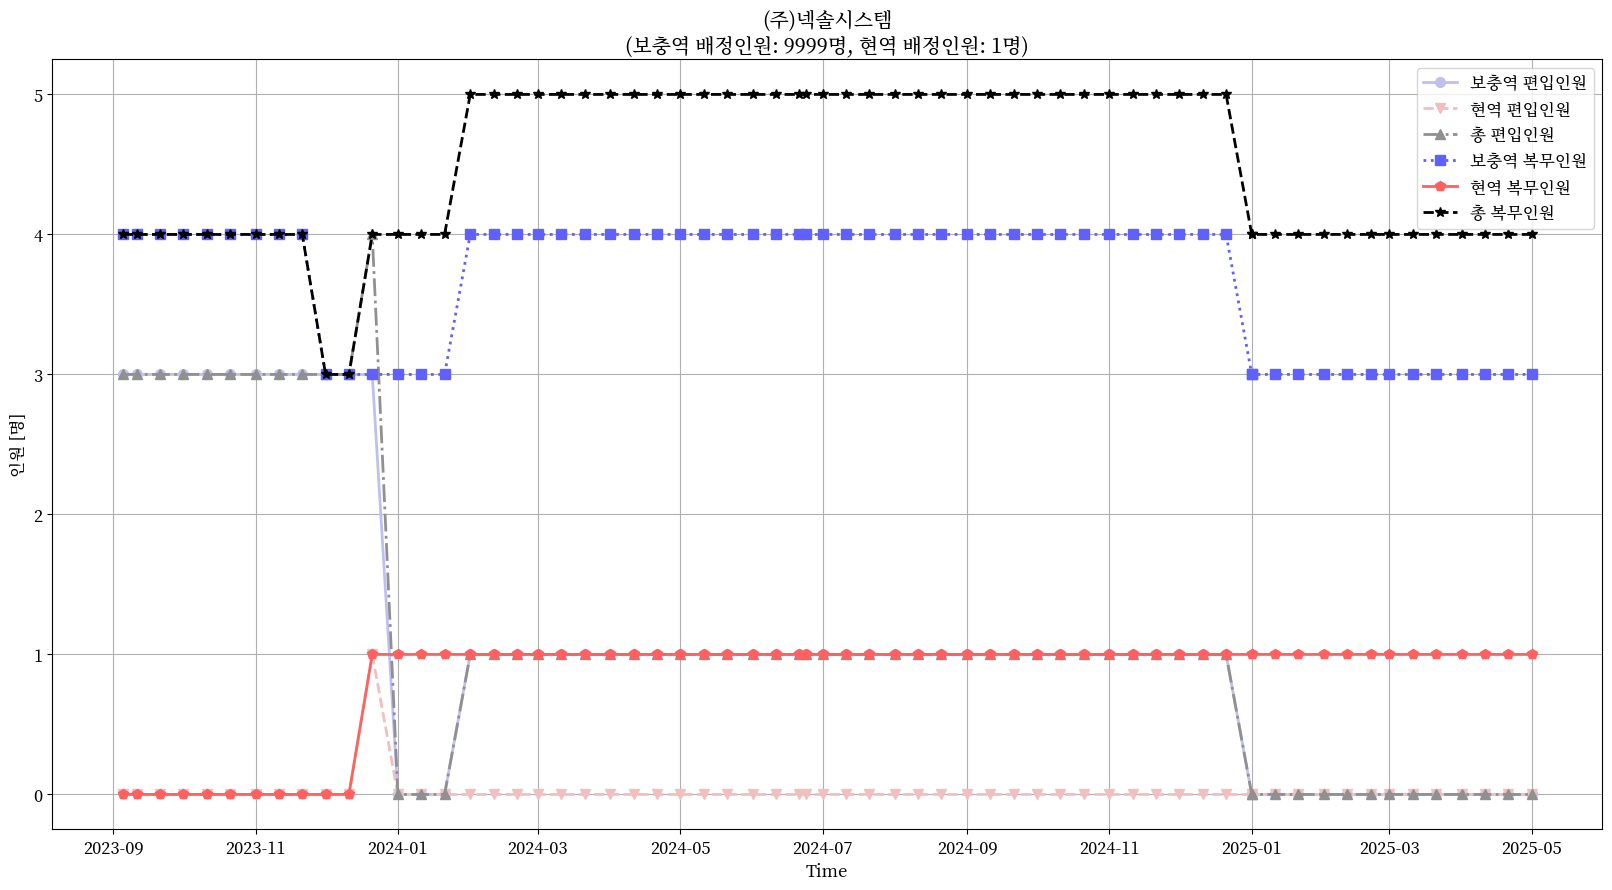 (주)넥솔시스템
(보충역 배정인원: 9999명, 현역 배정인원: 1명)
보충역 편입인원
현역 편입인원
총 편입인원
보충역 복무인원
현역 복무인원
총 복무인원
인원 [명]
5
4
3
2
1
0
2023-09 2023-11 2024-01 2024-03 2024-05 2024-07 2024-09 2024-11 2025-01 2025-03 2025-05
Time